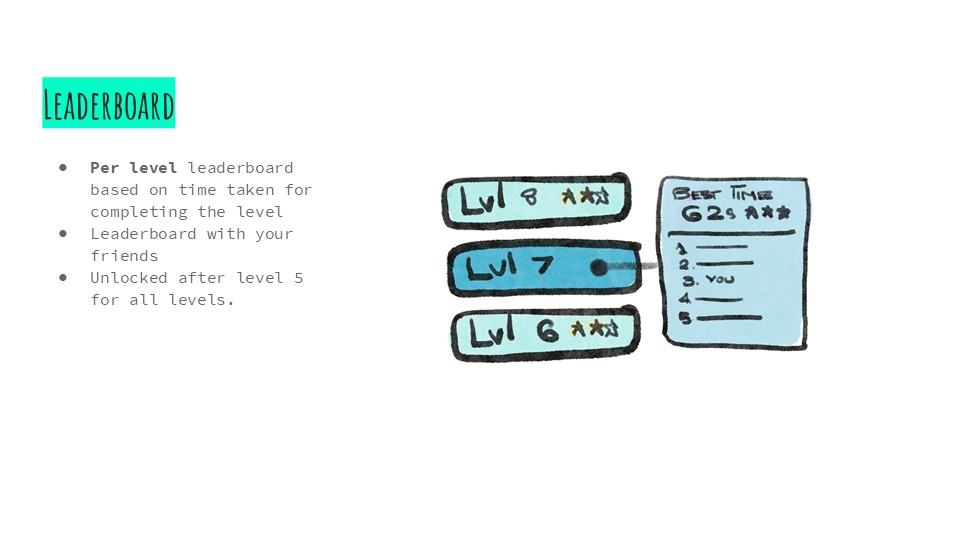 Leaderboard
● Per level leaderboard
based on time taken for
completing the level
● Leaderboard with your
friends
● Unlocked after level 5
for all levels.
Lvl 8 ★★☆
Lvl 7
Lvl 6 ★★☆
BEST TIME
62s ★★★
1.
2.
3. YOU
4.
5